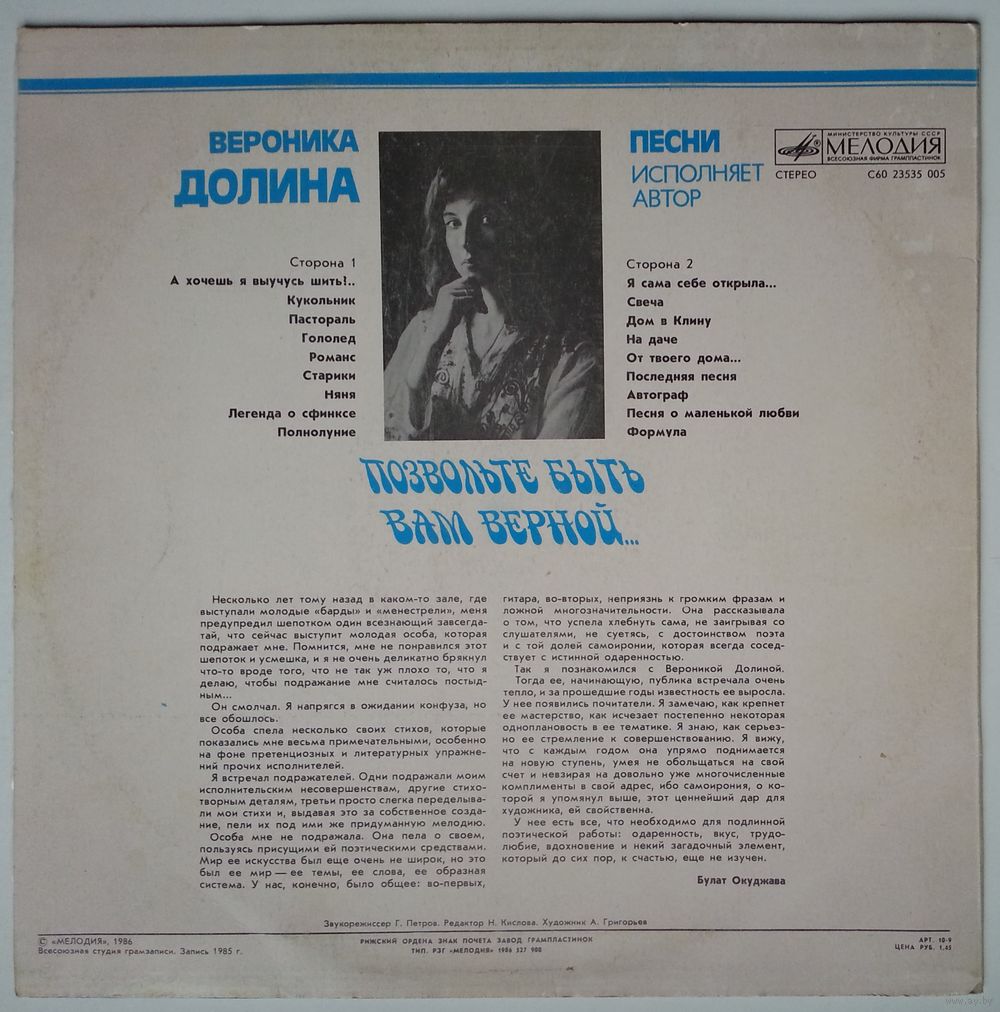 ВЕРОНИКА
ДОЛИНА
ПЕСНИ
ИСПОЛНЯЕТ
АВТОР
МИНИСТЕРСТВО КУЛЬТУРЫ СССР
МЕЛОДИЯ
ВСЕСОЮЗНАЯ ФИРМА ГРАМПЛАСТИНОК
СТЕРЕО С60 23535 005
Сторона 1
А хочешь я выучусь шить?..
Кукольник
Пастораль
Гололед
Романс
Старики
Няня
Легенда о сфинксе
Полнолуние
Сторона 2
Я сама себе открыла...
Свеча
Дом в Клину
На даче
От твоего дома...
Последняя песня
Автограф
Песня о маленькой любви
Формула
ПОЗВОЛЬТЕ БЫТЬ
ВАМ ВЕРНОЙ...
Несколько лет тому назад в каком-то зале, где
выступали молодые «барды» и «менестрели», меня
предупредил шепотком один всезнающий завсегда-
тай, что сейчас выступит молодая особа, которая
подражает мне. Помнится, мне не понравился этот
шепоток и усмешка, и я не очень деликатно брякнул
что-то вроде того, что не так уж плохо то, что я
делаю, чтобы подражание мне считалось постыд-
ным...
Он смолчал. Я напрягся в ожидании конфуза, но
все обошлось.
Особа спела несколько своих стихов, которые
показались мне весьма примечательными, особенно
на фоне претенциозных и литературных упражне-
ний прочих исполнителей.
Я встречал подражателей. Одни подражали моим
исполнительским несовершенствам, другие стихо-
творным деталям, третьи просто слегка переделыва-
ли мои стихи и, выдавая это за собственное созда-
ние, пели их под ими же придуманную мелодию.
Особа мне не подражала. Она пела о своем,
пользуясь присущими ей поэтическими средствами.
Мир ее искусства был еще очень не широк, но это
был ее мир — ее темы, ее слова, ее образная
система. У нас, конечно, было общее: во-первых,
гитара, во-вторых, неприязнь к громким фразам и
ложной многозначительности. Она рассказывала
о том, что успела хлебнуть сама, не заигрывая со
слушателями, не суетясь, с достоинством поэта
и с той долей самоиронии, которая всегда сосед-
ствует с истинной одаренностью.
Так я познакомился с Вероникой Долиной.
Тогда ее, начинающую, публика встречала очень
тепло, и за прошедшие годы известность ее выросла.
У нее появились почитатели. Я замечаю, как крепнет
ее мастерство, как исчезает постепенно некоторая
одноплановость в ее тематике. Я знаю, как серьез-
но ее стремление к совершенствованию. Я вижу,
что с каждым годом она упрямо поднимается
на новую ступень, умея не обольщаться на свой
счет и невзирая на довольно уже многочисленные
комплименты в свой адрес, ибо самоирония, о ко-
торой я упомянул выше, этот ценнейший дар для
художника, ей свойственна.
У нее есть все, что необходимо для подлинной
поэтической работы: одаренность, вкус, трудо-
любие, вдохновение и некий загадочный элемент,
который до сих пор, к счастью, еще не изучен.
Булат Окуджава
Звукорежиссер Г. Петров. Редактор Н. Кислова. Художник А. Григорьев
© «МЕЛОДИЯ», 1986
Всесоюзная студия грамзаписи. Запись 1985 г.
РИЖСКИЙ ОРДЕНА ЗНАК ПОЧЕТА ЗАВОД ГРАМПЛАСТИНОК
ТИП. РЗГ «МЕЛОДИЯ» 1986 527 900
АРТ. 10-9
ЦЕНА РУБ. 1.45
www.ay.by